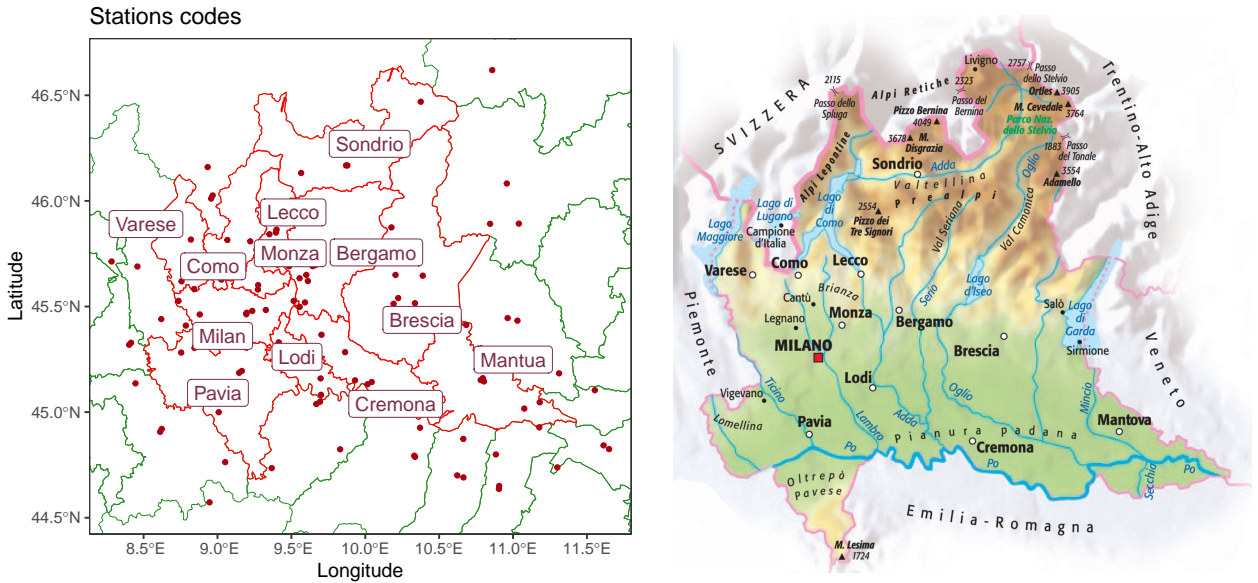 Stations codes
Latitude
46.5°N
46.0°N
45.5°N
45.0°N
44.5°N
8.5°E
9.0°E
9.5°E
10.0°E
10.5°E
11.0°E
11.5°E
Longitude
Sondrio
Lecco
Varese
Monza
Bergamo
Como
Brescia
Milan
Lodi
Mantua
Pavia
Cremona
SVIZZERA
Trentino-Alto Adige
Piemonte
Veneto
Emilia-Romagna
Livigno
2757
Passo
dello Stelvio
Ortles
3905
M. Cevedale
3764
Parco Naz.
dello Stelvio
2115
Passo dello
Spluga
Alpi Retiche
2323
Passo del
Bernina
Pizzo Bernina
4049
3678
M.
Disgrazia
1883
Passo
del Tonale
3554
Adamello
Alpi Lepontine
Sondrio
Adda
Valtellina
Oglio
Prealpi
2554
Pizzo dei
Tre Signori
Val Seriana
Val Camonica
Lago
Maggiore
Lago di
Lugano
Campione
d'Italia
Lago
di
Como
Varese
Como
Lecco
Brianza
Cantù
Legnano
Monza
MILANO
Serio
Lago
d'Iseo
Bergamo
Brescia
Salò
Lago
di
Garda
Sirmione
Lodi
Vigevano
Ticino
Lomellina
Pavia
Lambro
Adda
Oglio
Mincio
Mantova
Pianura padana
Cremona
Po
Po
Po
Secchia
Oltrepò
Pavese
M. Lesima
1724